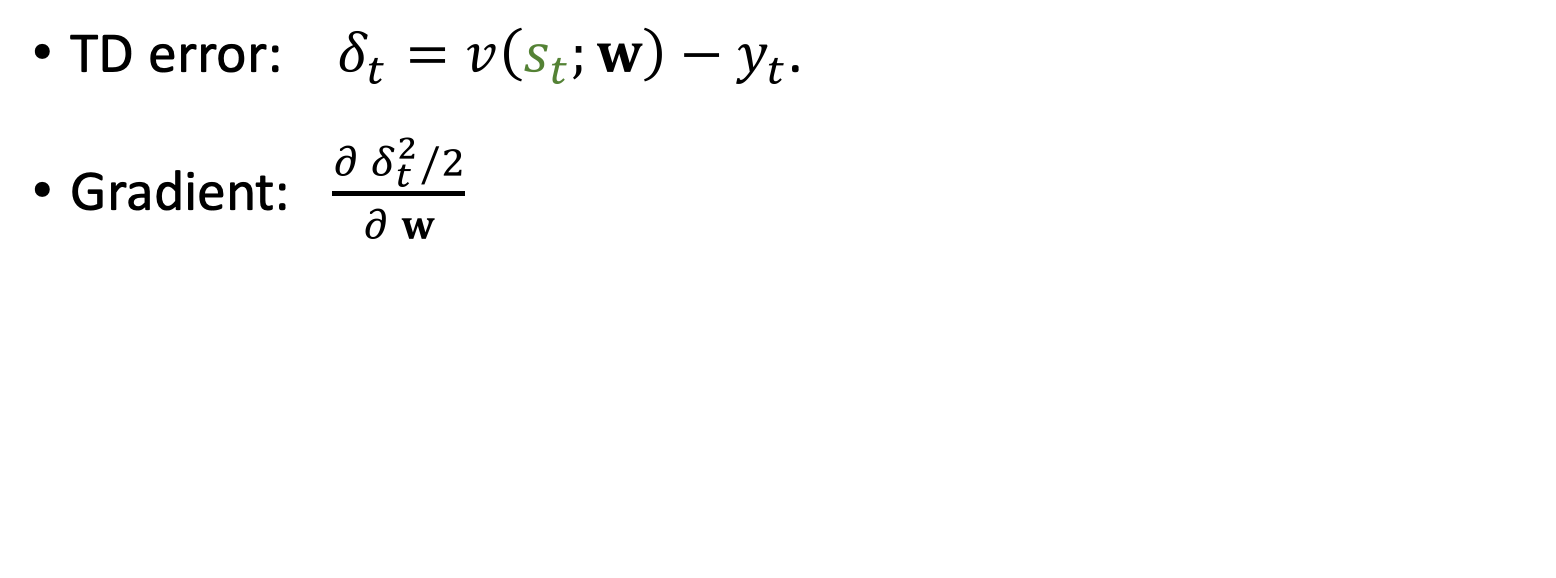 • TD error: δ_t = v(s_t; w) − y_t.
• Gradient: ∂ δ_t^2/2 / ∂ w